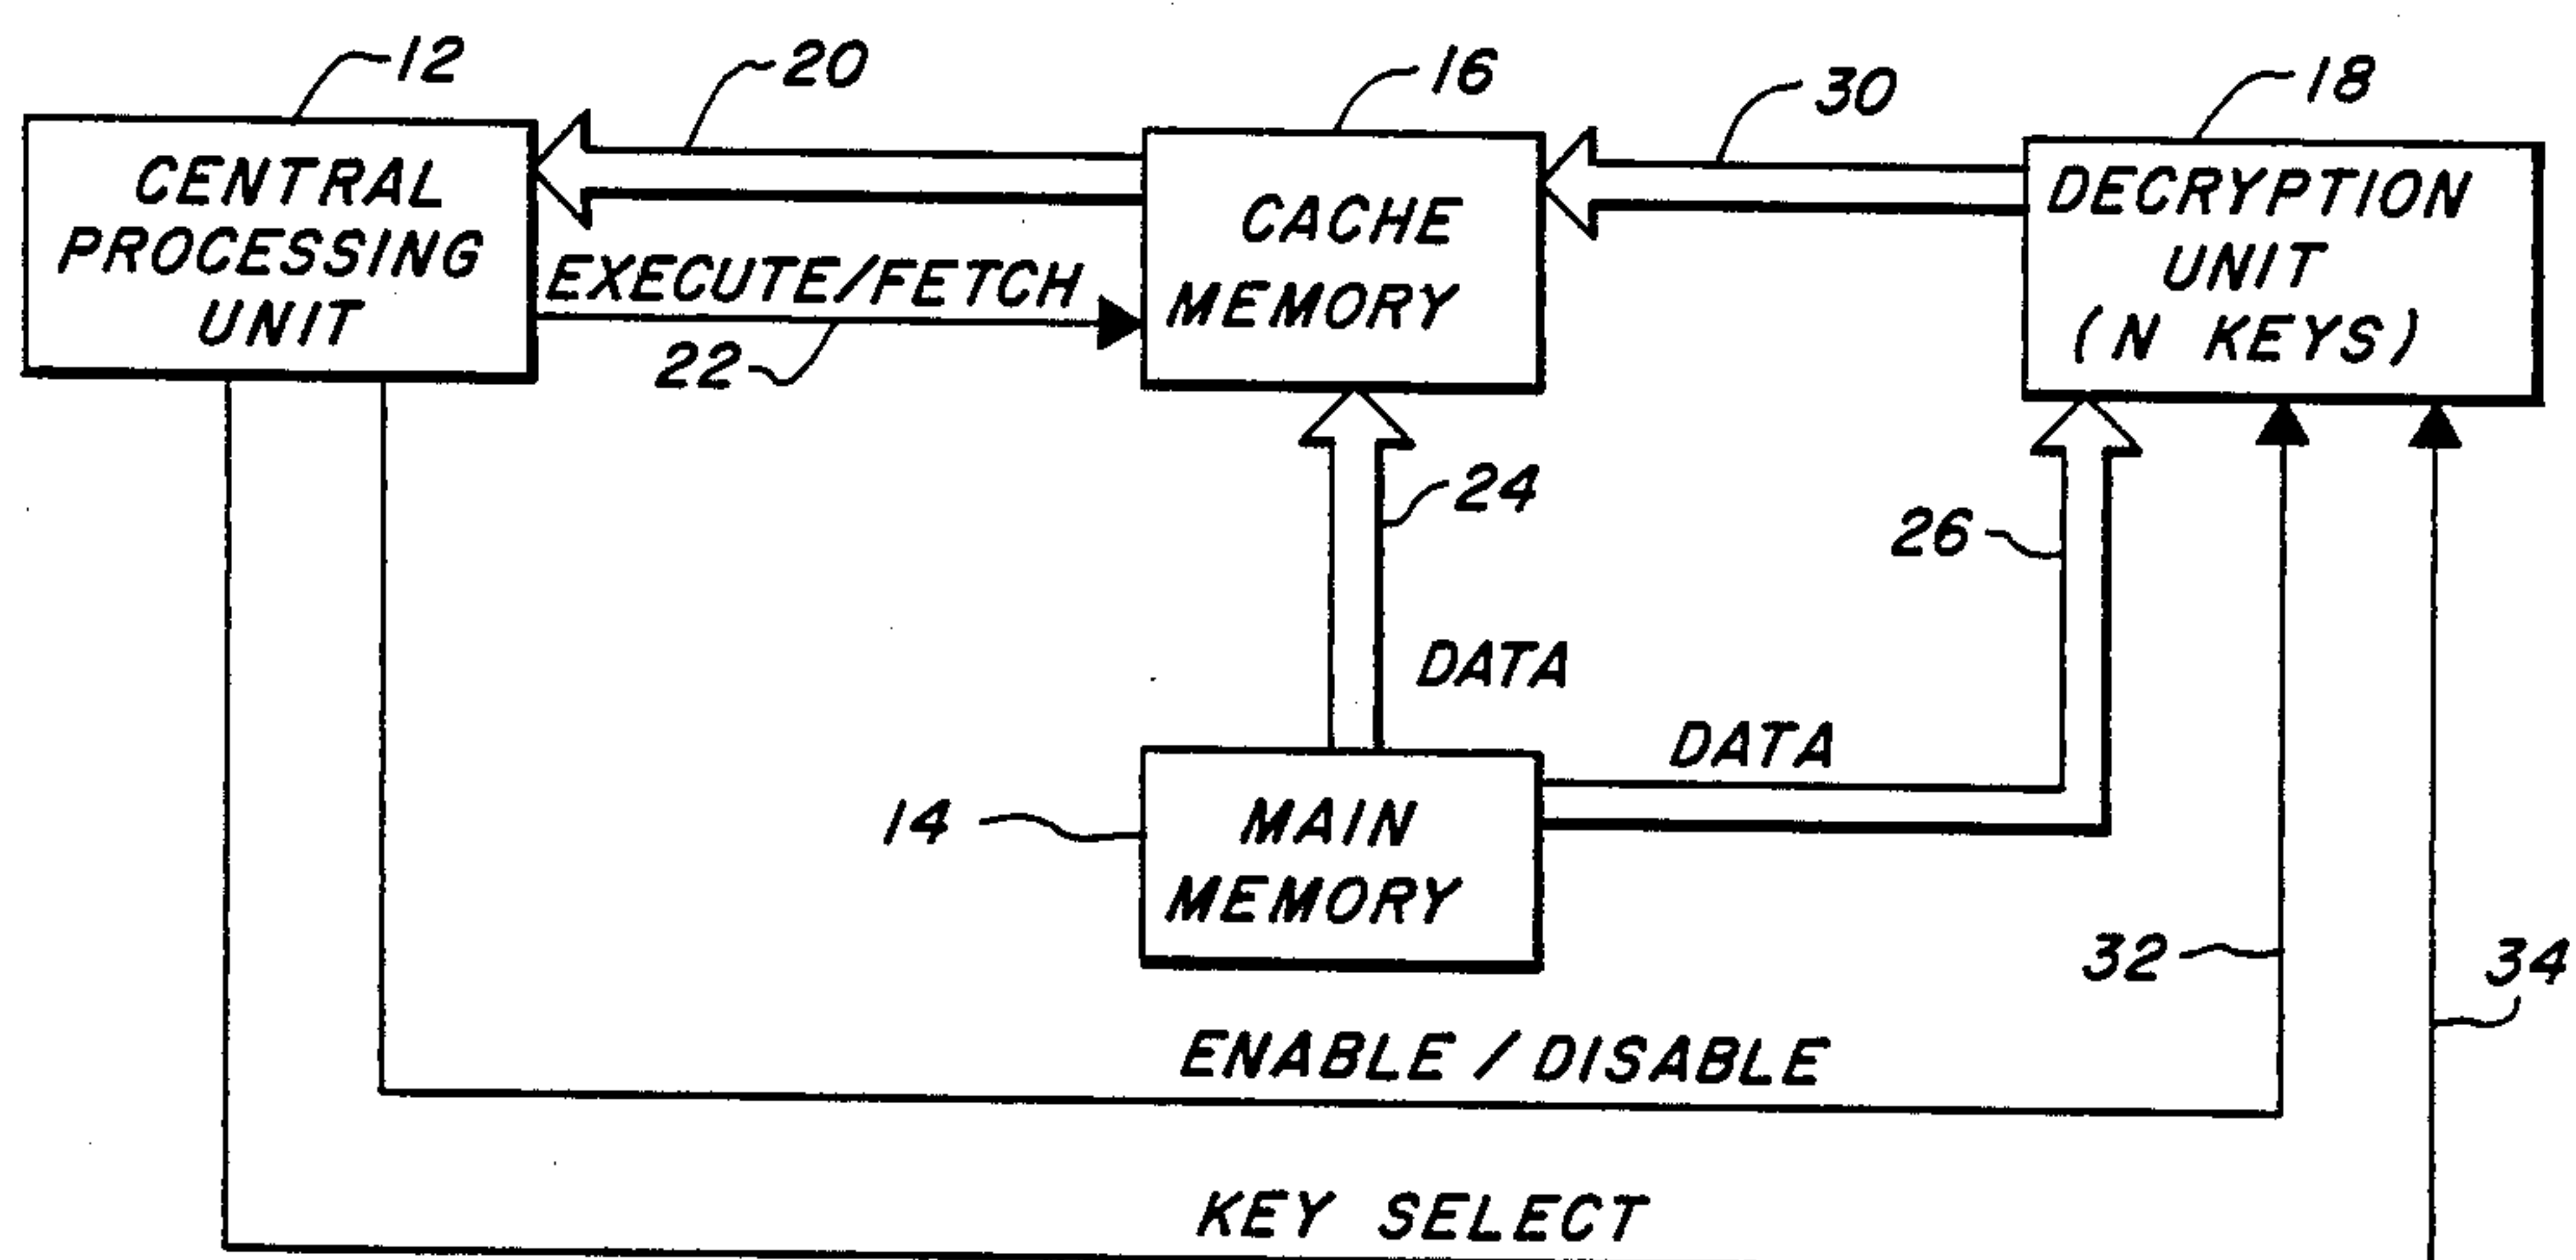 12
20
16
30
18
CENTRAL
PROCESSING
UNIT
EXECUTE/FETCH
22
CACHE
MEMORY
DECRYPTION
UNIT
(N KEYS)
24
26
DATA
DATA
14
MAIN
MEMORY
32
34
ENABLE / DISABLE
KEY SELECT